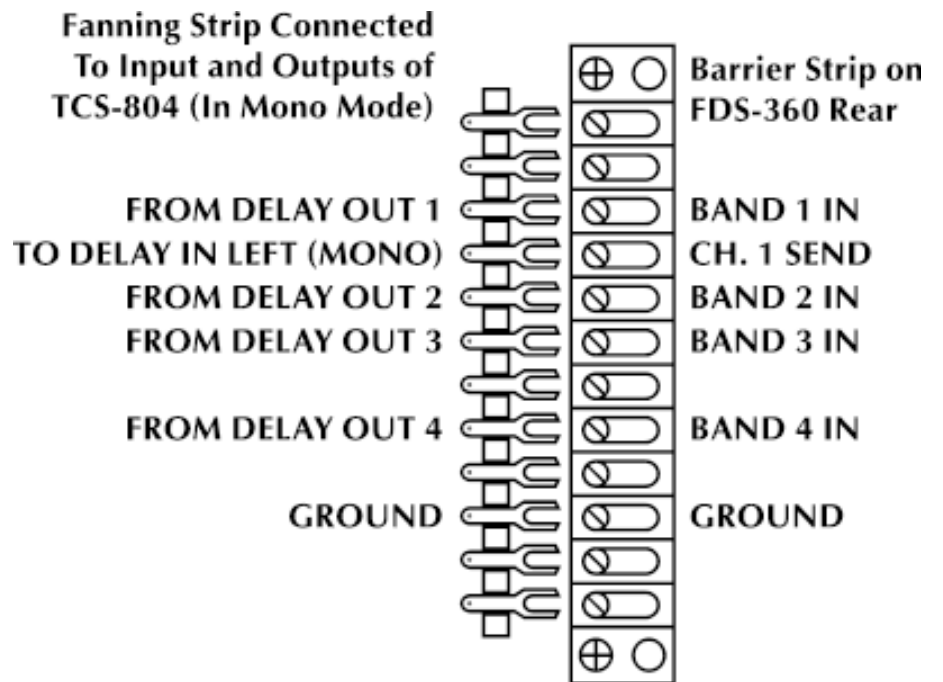 Fanning Strip Connected
To Input and Outputs of
TCS-804 (In Mono Mode)
Barrier Strip on
FDS-360 Rear
FROM DELAY OUT 1
BAND 1 IN
TO DELAY IN LEFT (MONO)
CH. 1 SEND
FROM DELAY OUT 2
BAND 2 IN
FROM DELAY OUT 3
BAND 3 IN
FROM DELAY OUT 4
BAND 4 IN
GROUND
GROUND